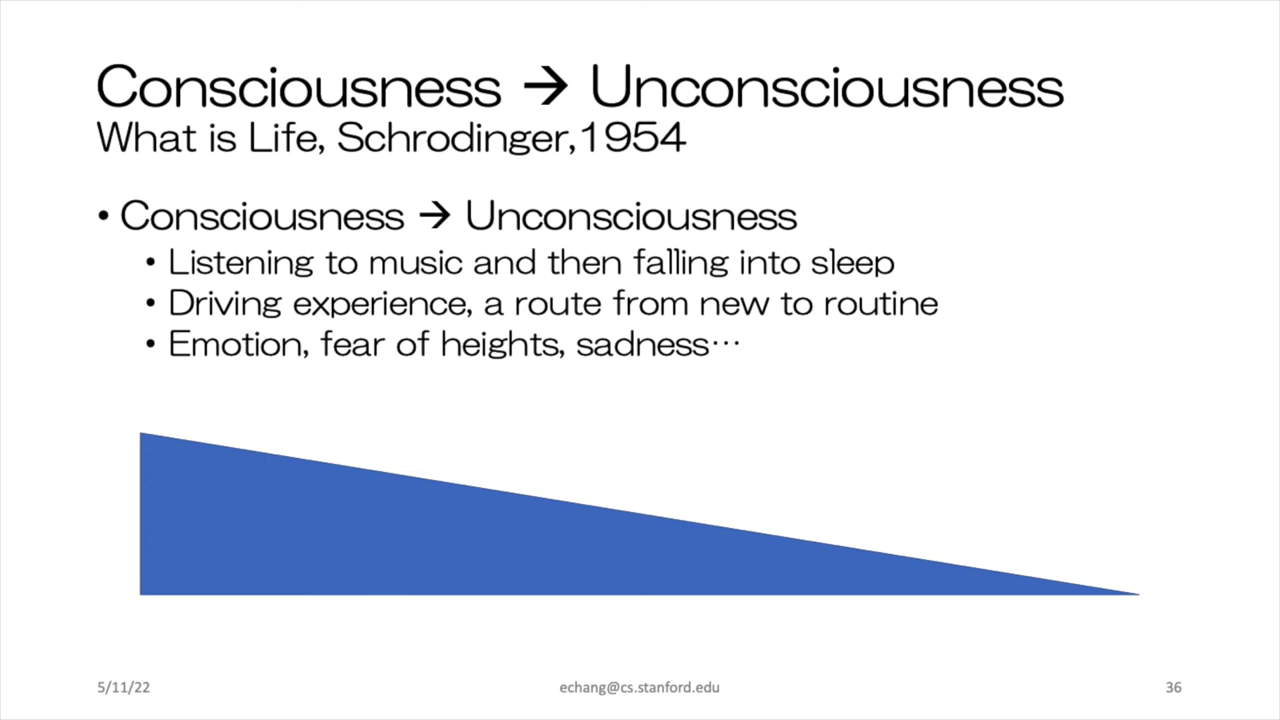 Consciousness → Unconsciousness
What is Life, Schrodinger,1954
• Consciousness → Unconsciousness
• Listening to music and then falling into sleep
• Driving experience, a route from new to routine
• Emotion, fear of heights, sadness…
5/11/22
echang@cs.stanford.edu
36